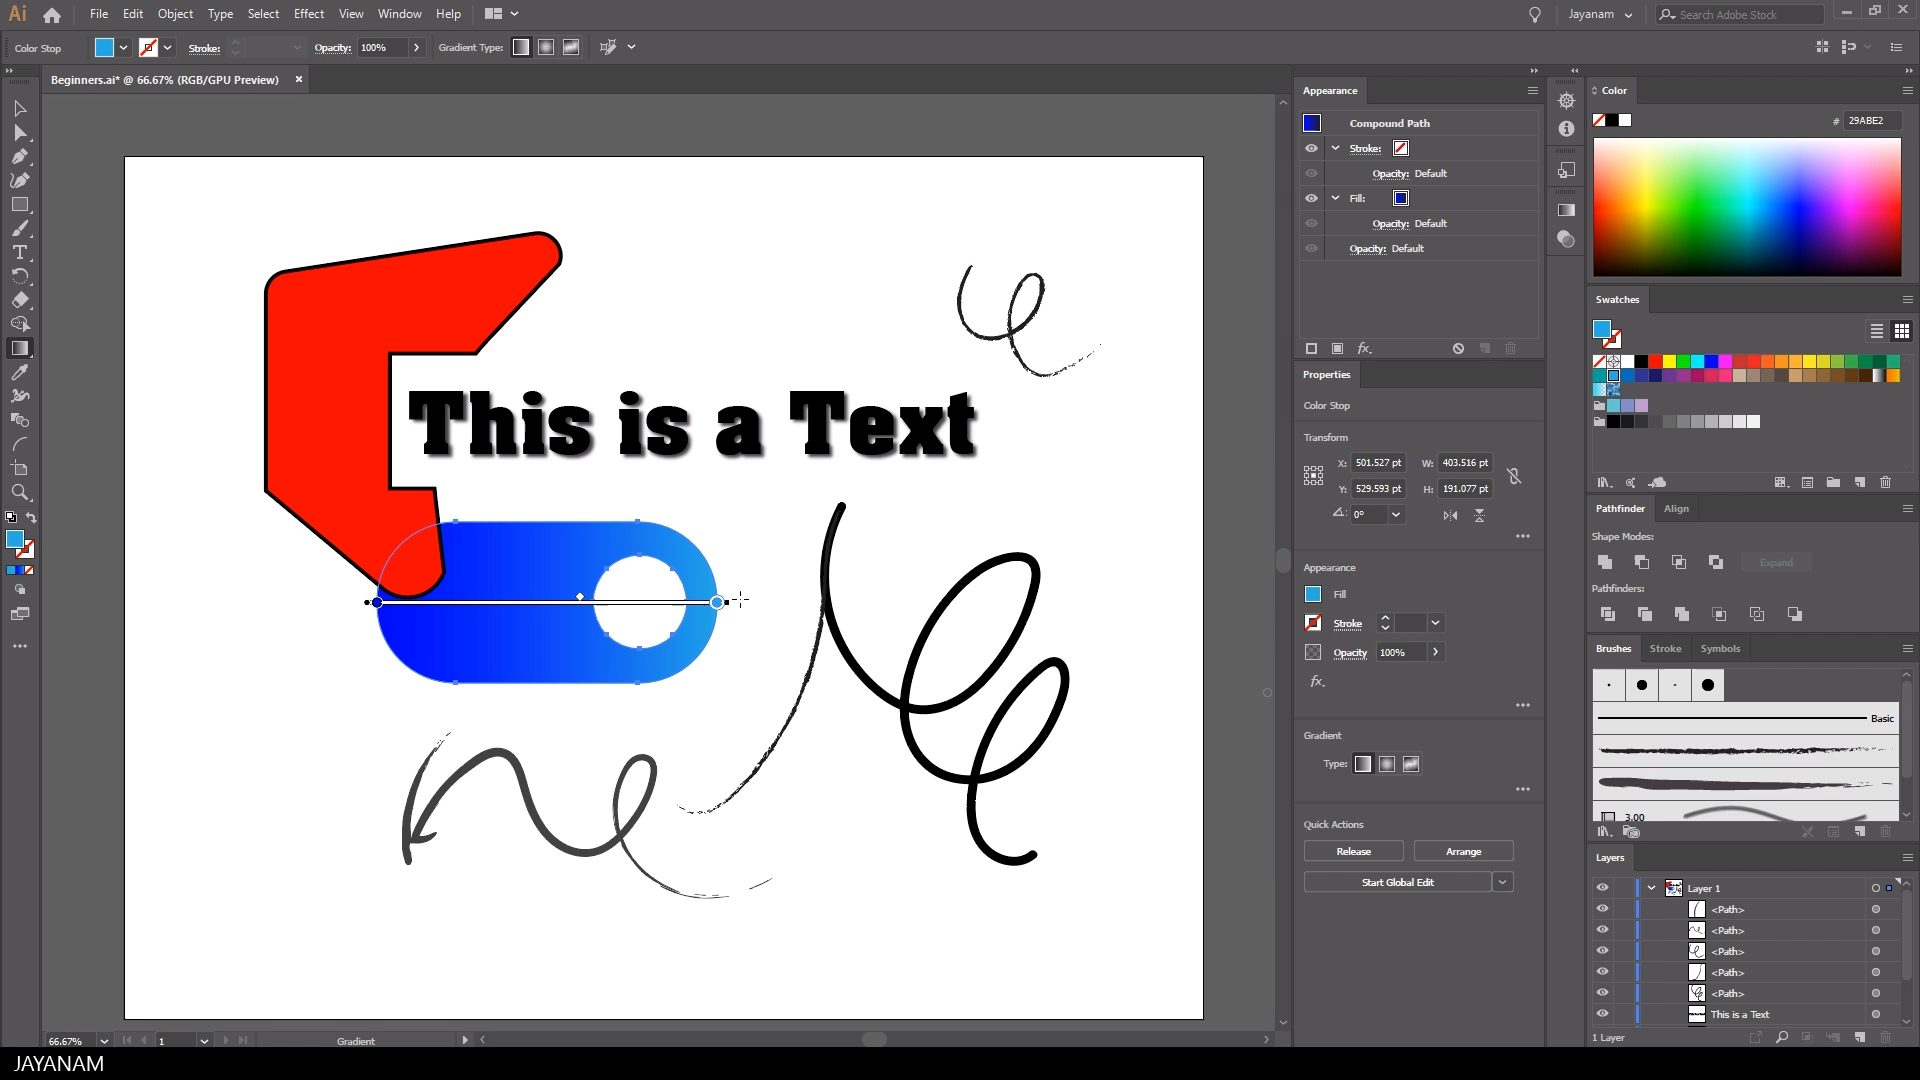 Ai File Edit Object Type Select Effect View Window Help Jayanam Search Adobe Stock
Color Stop Stroke: Opacity: 100% Gradient Type:
Beginners.ai* @ 66.67% (RGB/GPU Preview) ×
This is a Text
66.67% 1 Gradient
JAYANAM
Appearance
Compound Path
Stroke:
Opacity: Default
Fill:
Opacity: Default
Opacity: Default
fx.
Properties
Color Stop
Transform
X: 501.527 pt W: 403.516 pt
Y: 529.593 pt H: 191.077 pt
0°
Appearance
Fill
Stroke
Opacity 100%
fx.
Gradient
Type:
Quick Actions
Release Arrange
Start Global Edit
Color
# 29ABE2
Swatches
Pathfinder Align
Shape Modes:
Expand
Pathfinders:
Brushes Stroke Symbols
Basic
3.00
Layers
Layer 1
<Path>
<Path>
<Path>
<Path>
<Path>
This is a Text
1 Layer